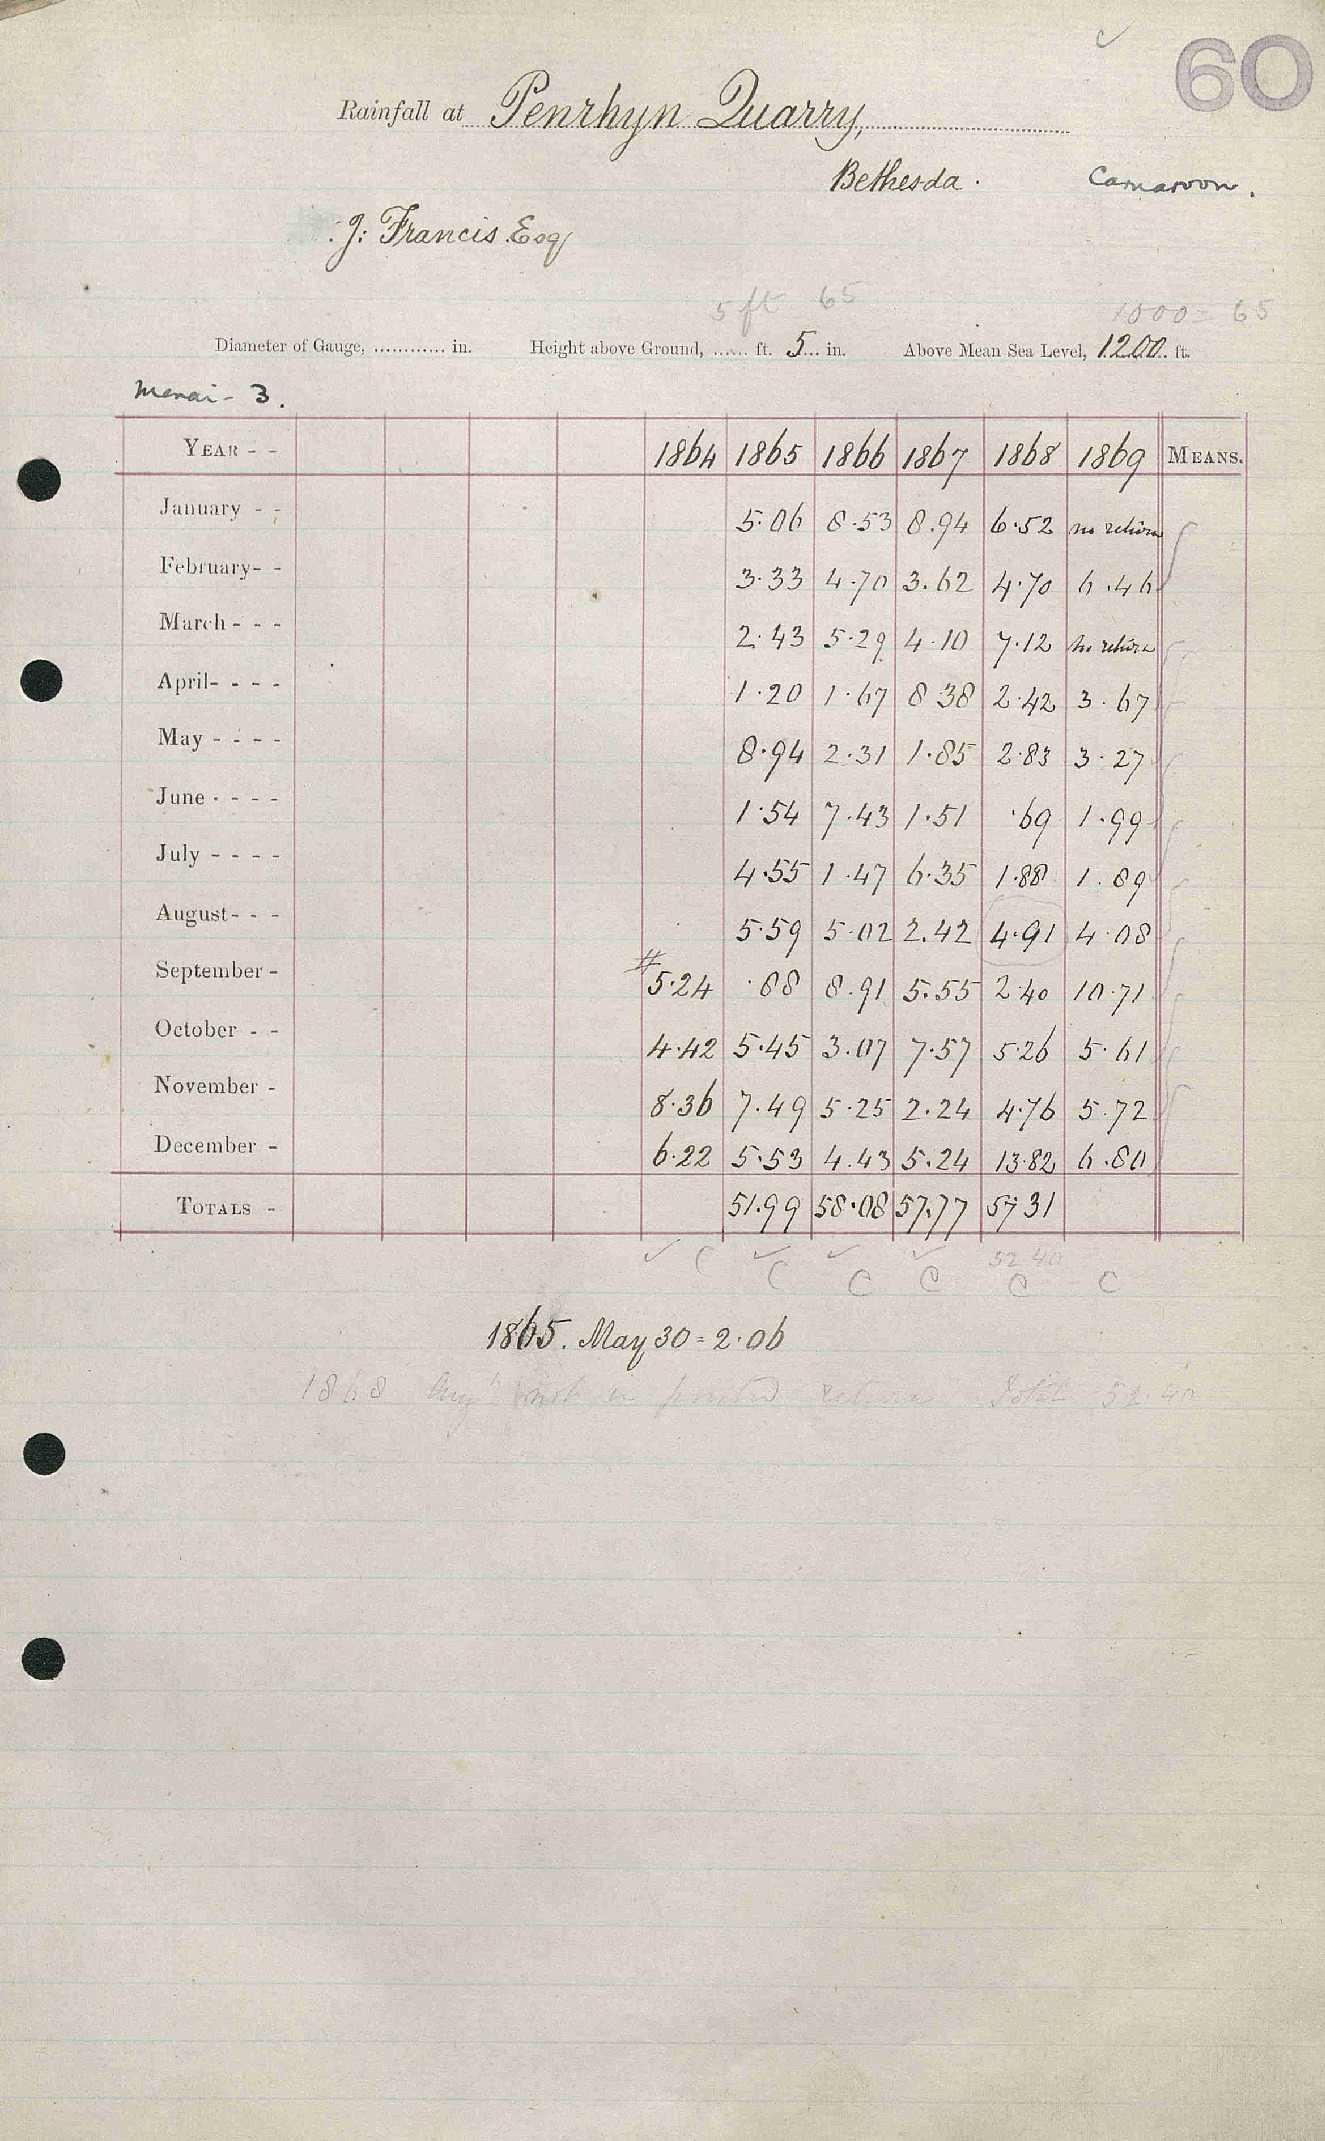 60
Rainfall at Penrhyn Quarry,
Bethesda. Carnarvon.
J: Francis Esq
5 ft 65 1000 = 65
Diameter of Gauge, ............ in. Height above Ground, ...... ft. 5 in. Above Mean Sea Level, 1200 ft.
Menai - 3.
YEAR - - 1864 1865 1866 1867 1868 1869 MEANS.
January - - 5.06 8.53 8.94 6.52 no return
February- - 3.33 4.70 3.62 4.70 6.46
March - - - 2.43 5.29 4.10 7.12 no return
April- - - - 1.20 1.67 8 38 2.42 3.67
May - - - - 8.94 2.31 1.85 2.83 3.27
June - - - - 1.54 7.43 1.51 .69 1.99
July - - - - 4.55 1.47 6.35 1.88 1.89
August- - - 5.59 5.02 2.42 4.91 4.08
September - # 5.24 .88 8.91 5.55 2.40 10.71
October - - 4.42 5.45 3.07 7.57 5.26 5.61
November - 8.36 7.49 5.25 2.24 4.76 5.72
December - 6.22 5.53 4.43 5.24 13.82 6.80
TOTALS - 51.99 58.08 57.77 57 31
52 40
C C C C C C
1865. May 30 = 2.06
1868 Augt not in printed return Total 52.40